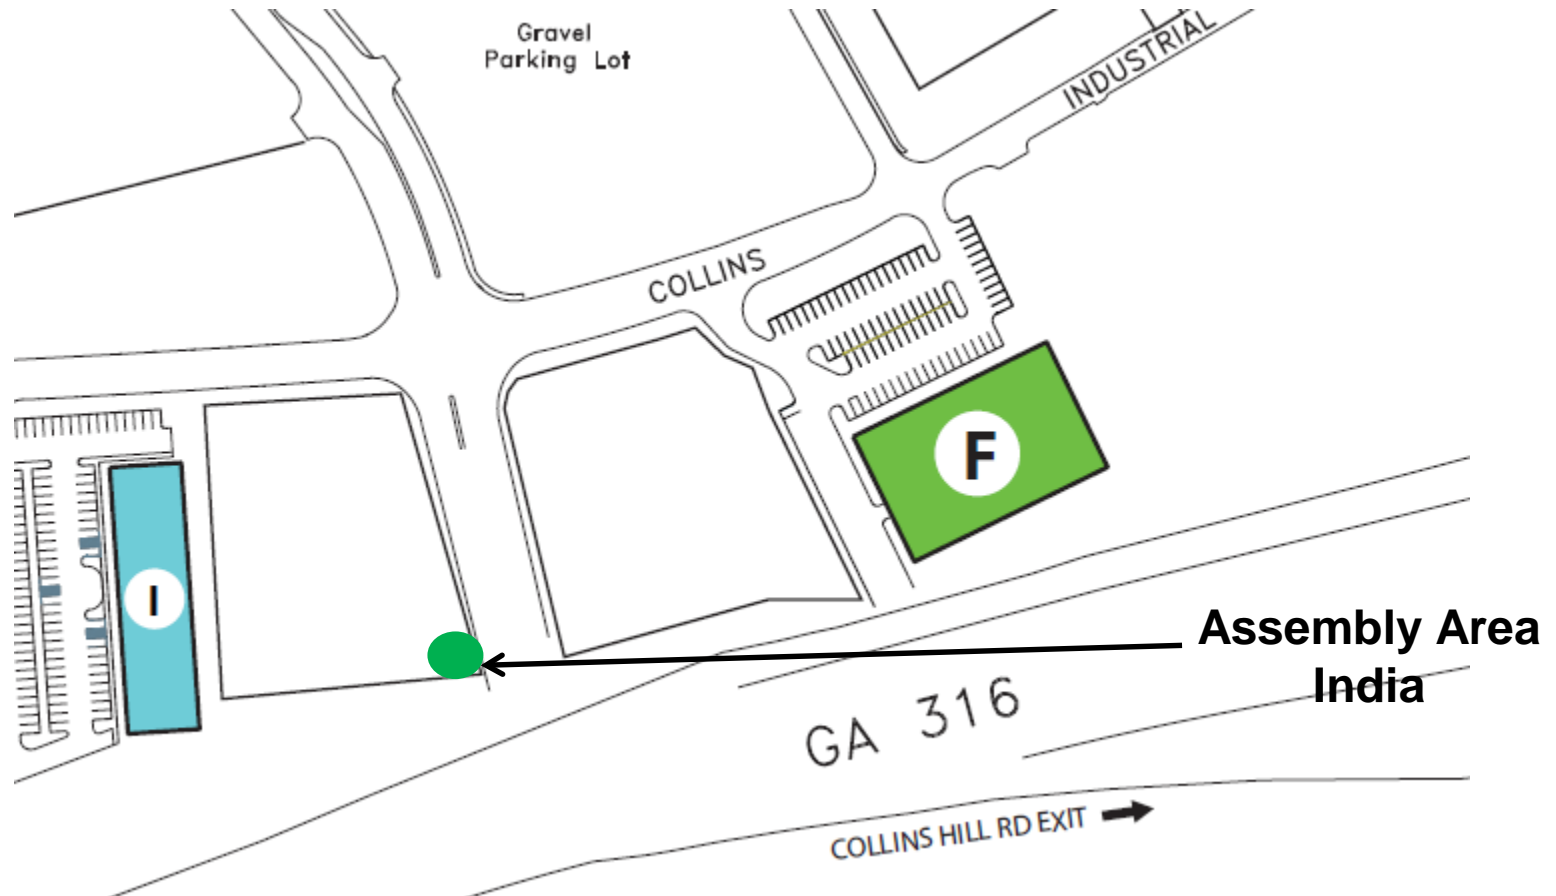 Gravel
Parking Lot
INDUSTRIAL
COLLINS
F
I
Assembly Area
India
GA 316
COLLINS HILL RD EXIT